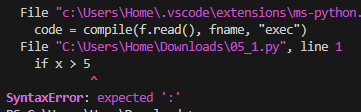 File "c:\Users\Home\.vscode\extensions\ms-python.
code = compile(f.read(), fname, "exec")
File "C:\Users\Home\Downloads\05_1.py", line 1
if x > 5
^
SyntaxError: expected ':'